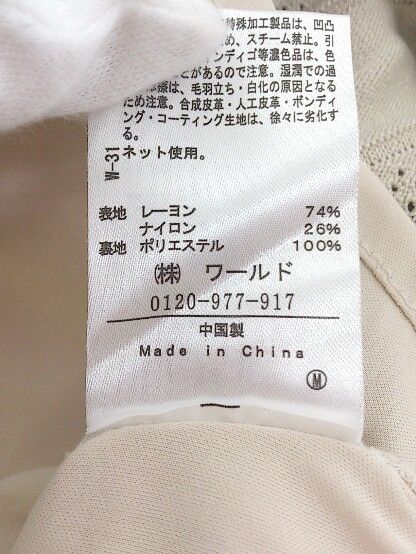 特殊加工製品は、凹凸
め、スチーム禁止。引
ンディゴ等濃色品は、色
ことがあるので注意。湿潤での過
は、毛羽立ち・白化の原因となる
ため注意。合成皮革・人工皮革・ボンディ
ング・コーティング生地は、徐々に劣化す
る。
W-31 ネット使用。
表地 レーヨン 74%
ナイロン 26%
裏地 ポリエステル 100%
(株) ワールド
0120-977-917
中国製
Made in China
M